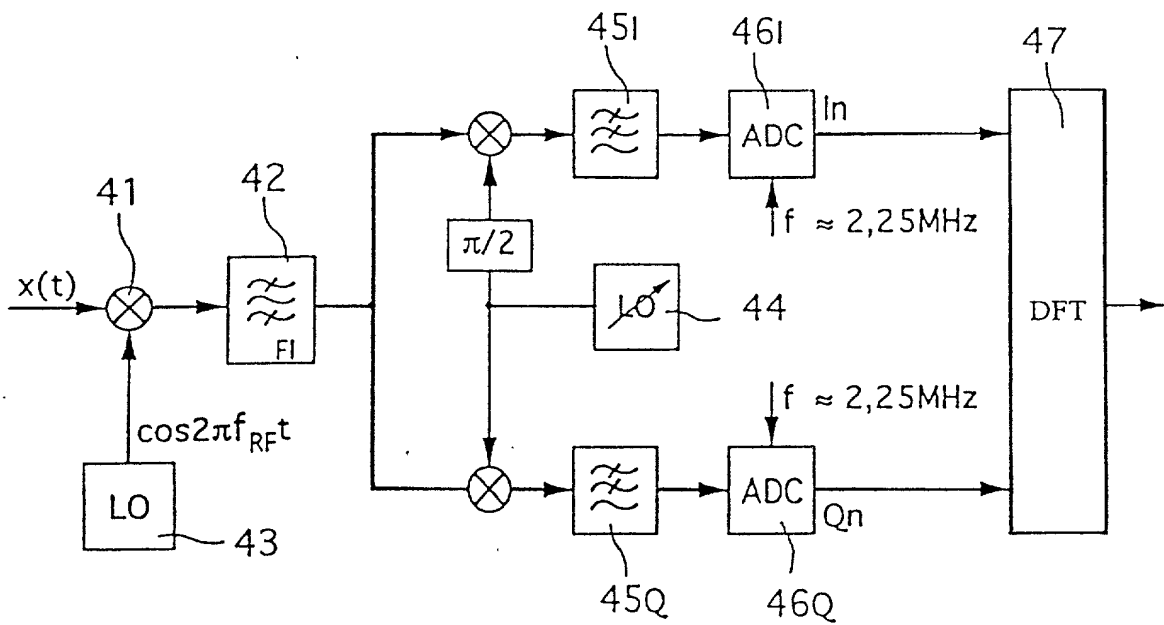 45I
46I
47
In
ADC
41
42
f ≈ 2,25MHz
π/2
x(t)
LO
44
DFT
FI
f ≈ 2,25MHz
cos2πf_RFt
LO
43
ADC
Qn
45Q
46Q